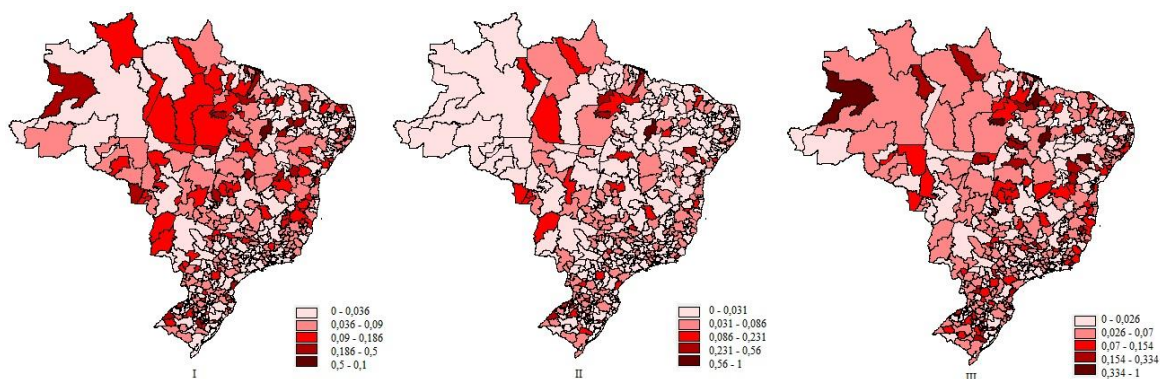 0 - 0,036
0,036 - 0,09
0,09 - 0,186
0,186 - 0,5
0,5 - 0,1
I
0 - 0,031
0,031 - 0,086
0,086 - 0,231
0,231 - 0,56
0,56 - 1
II
0 - 0,026
0,026 - 0,07
0,07 - 0,154
0,154 - 0,334
0,334 - 1
III